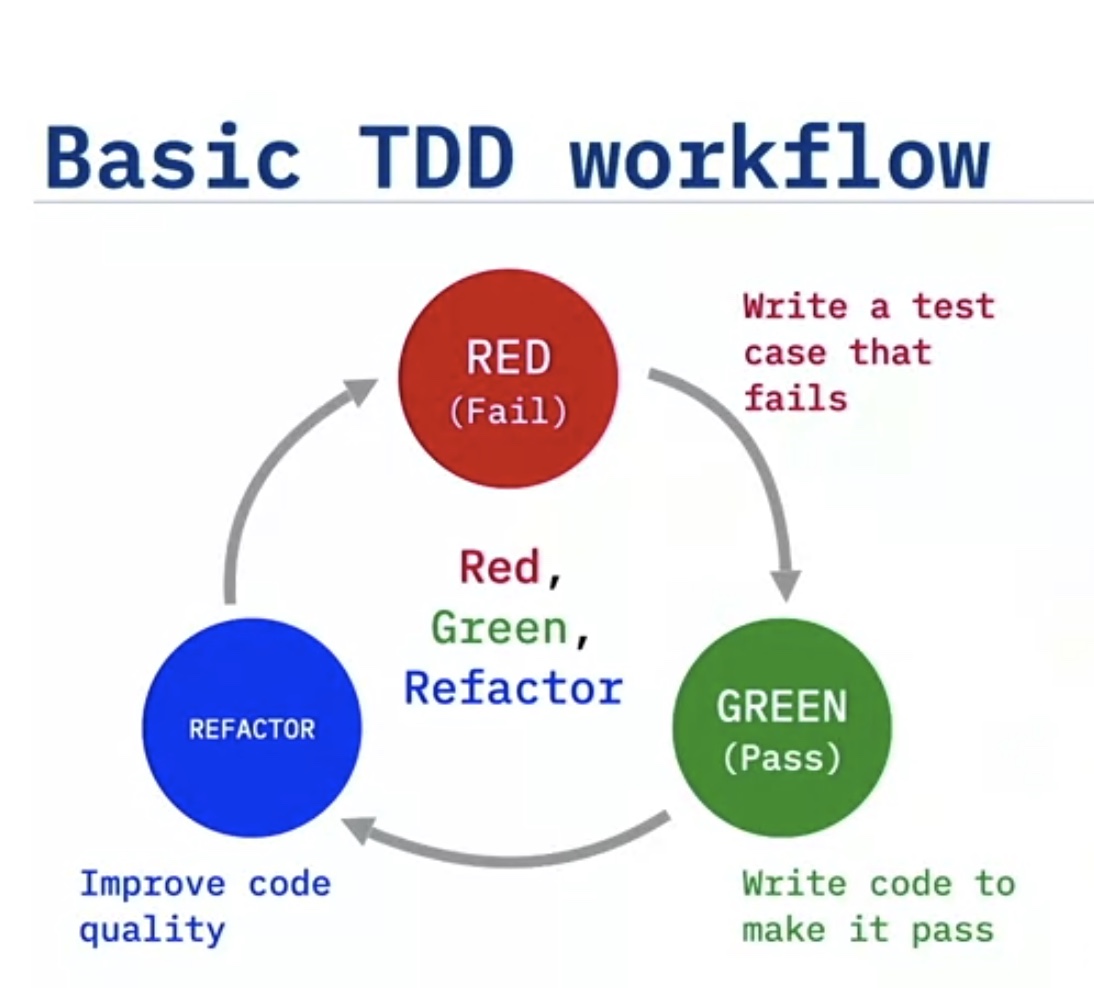 Basic TDD workflow
RED
(Fail)
Write a test
case that
fails
Red,
Green,
Refactor
GREEN
(Pass)
Write code to
make it pass
REFACTOR
Improve code
quality